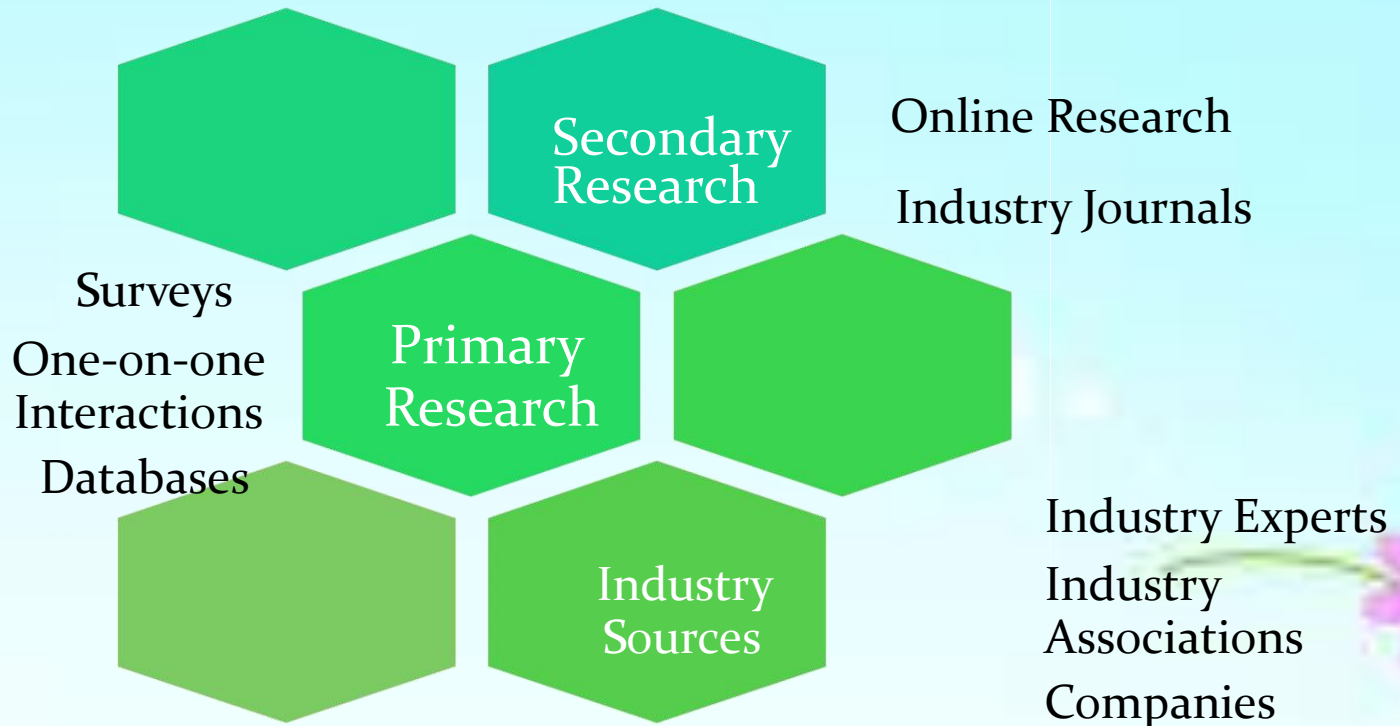 Secondary
Research
Online Research
Industry Journals
Surveys
One-on-one
Interactions
Databases
Primary
Research
Industry
Sources
Industry Experts
Industry
Associations
Companies